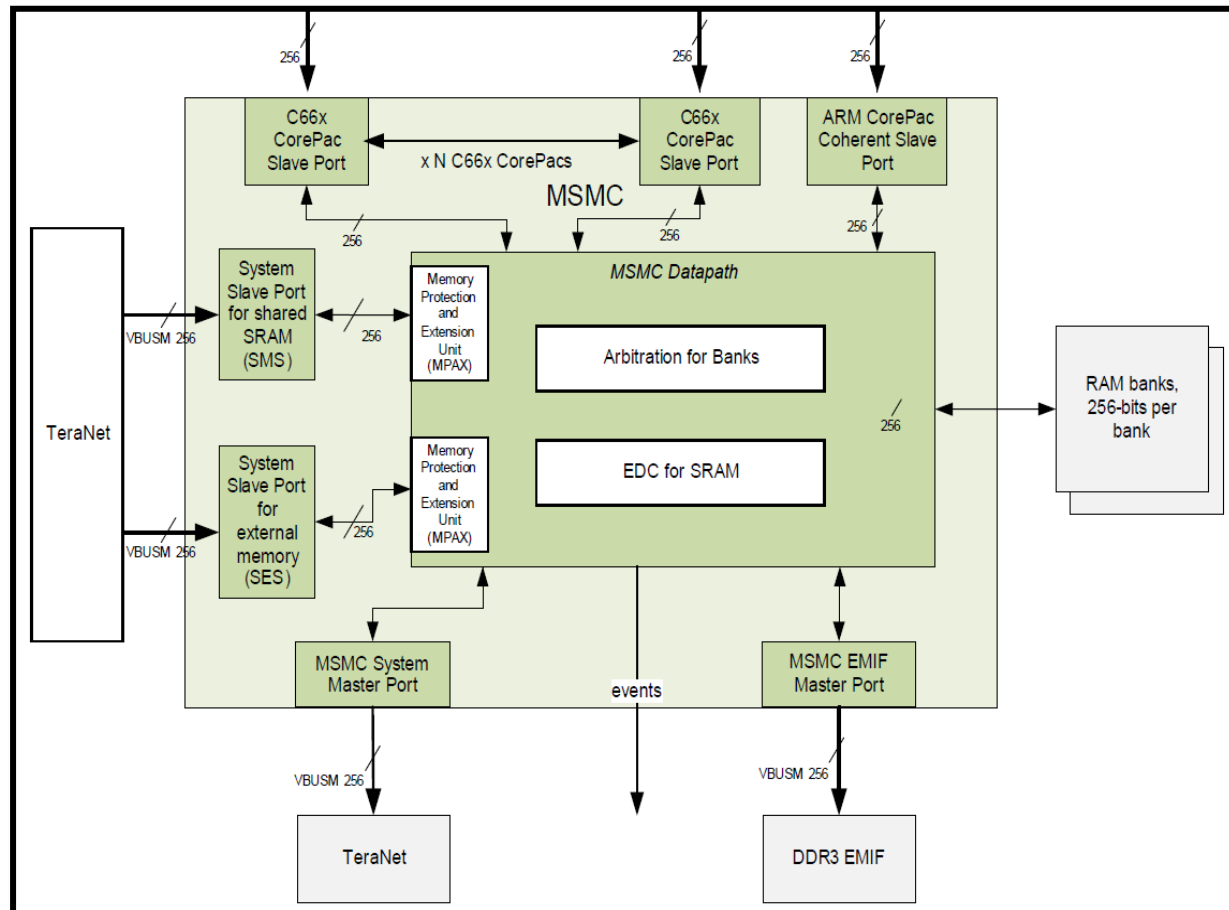 256
256
256
C66x
CorePac
Slave Port
C66x
CorePac
Slave Port
ARM CorePac
Coherent Slave
Port
x N C66x CorePacs
MSMC
256
256
256
TeraNet
VBUSM 256
System
Slave Port
for shared
SRAM
(SMS)
256
Memory
Protection
and
Extension
Unit
(MPAX)
MSMC Datapath
Arbitration for Banks
256
RAM banks,
256-bits per
bank
VBUSM 256
System
Slave Port
for
external
memory
(SES)
256
Memory
Protection
and
Extension
Unit
(MPAX)
EDC for SRAM
MSMC System
Master Port
events
MSMC EMIF
Master Port
VBUSM 256
VBUSM 256
TeraNet
DDR3 EMIF